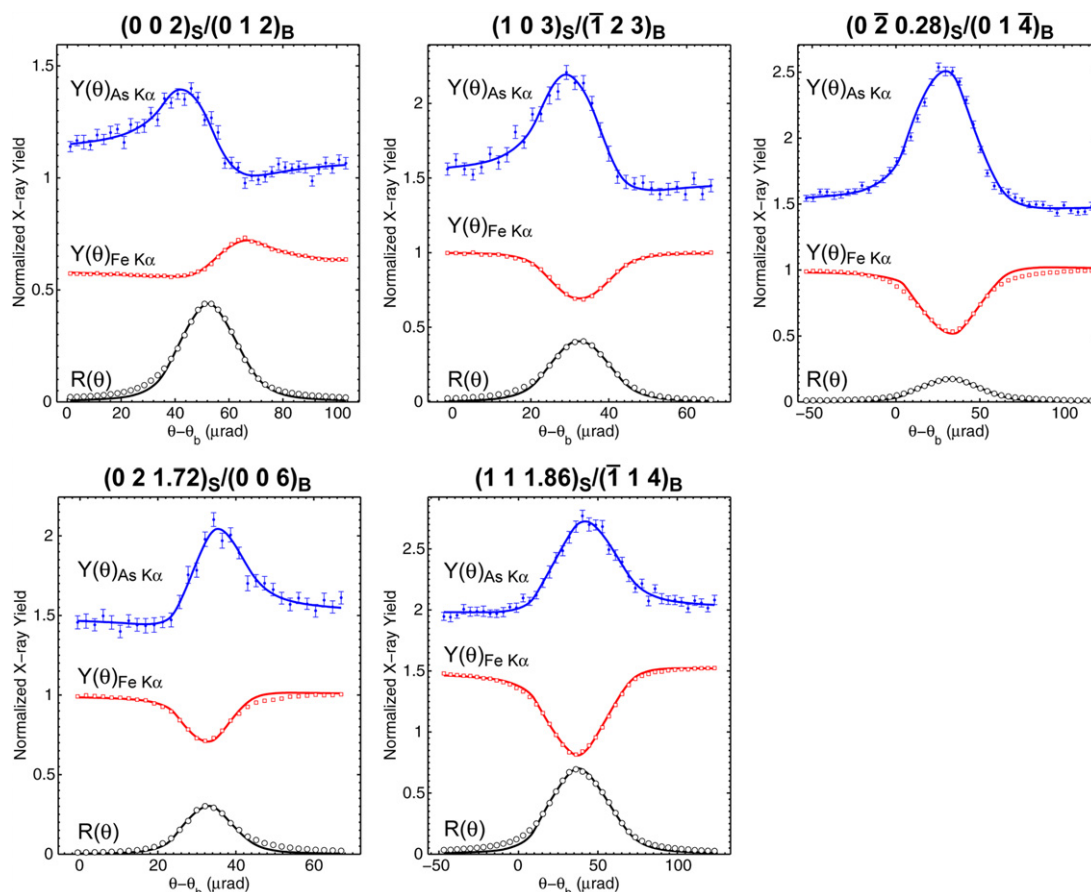 (0 0 2)S/(0 1 2)B
Normalized X-ray Yield
1.5
1
0.5
0
Y(θ)As Kα
Y(θ)Fe Kα
R(θ)
0 20 40 60 80 100
θ−θb (μrad)
(1 0 3)S/(1̅ 2 3)B
Normalized X-ray Yield
2
1.5
1
0.5
0
Y(θ)As Kα
Y(θ)Fe Kα
R(θ)
0 20 40 60
θ−θb (μrad)
(0 2̅ 0.28)S/(0 1 4̅)B
Normalized X-ray Yield
2.5
2
1.5
1
0.5
0
Y(θ)As Kα
Y(θ)Fe Kα
R(θ)
−50 0 50 100
θ−θb (μrad)
(0 2 1.72)S/(0 0 6)B
Normalized X-ray Yield
2
1.5
1
0.5
0
Y(θ)As Kα
Y(θ)Fe Kα
R(θ)
0 20 40 60
θ−θb (μrad)
(1 1 1.86)S/(1̅ 1 4)B
Normalized X-ray Yield
2.5
2
1.5
1
0.5
0
Y(θ)As Kα
Y(θ)Fe Kα
R(θ)
−50 0 50 100
θ−θb (μrad)